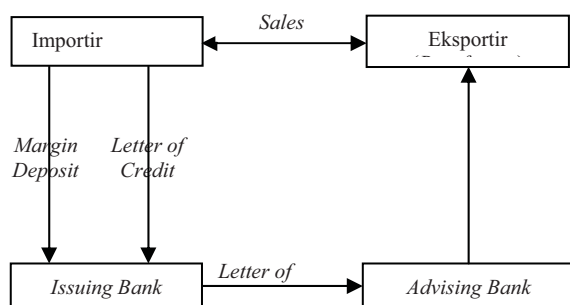 Sales
Importir
Eksportir
Margin
Deposit
Letter of
Credit
Issuing Bank
Letter of
Advising Bank